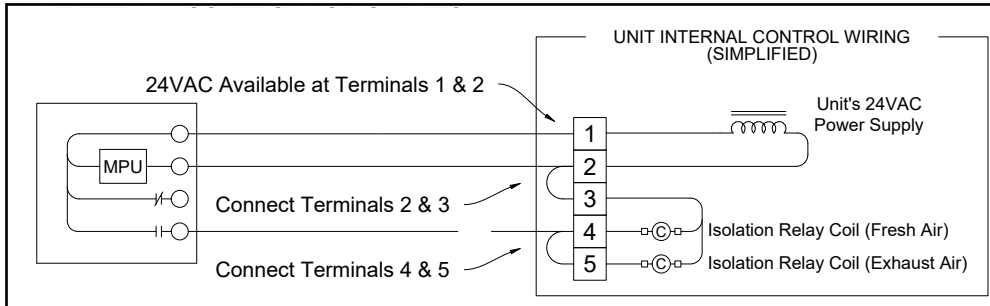 UNIT INTERNAL CONTROL WIRING
(SIMPLIFIED)
24VAC Available at Terminals 1 & 2
Unit's 24VAC
Power Supply
1
MPU
2
Connect Terminals 2 & 3
3
4
C
Isolation Relay Coil (Fresh Air)
Connect Terminals 4 & 5
5
C
Isolation Relay Coil (Exhaust Air)